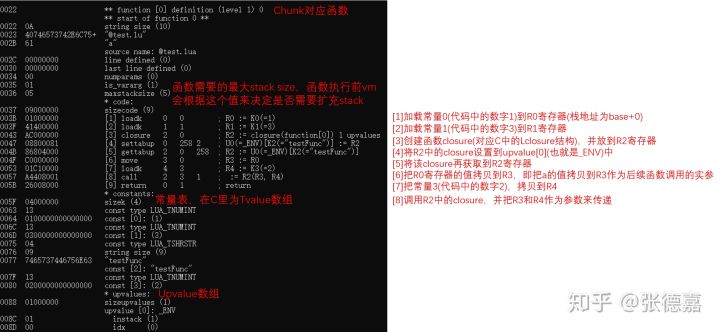 0022 ** function [0] definition (level 1) 0 Chunk对应函数
** start of function 0 **
0022 0A string size (10)
0023 40746573742E6C75+ "@test.lu"
002B 61 "a"
source name: @test.lua
002C 00000000 line defined (0)
0030 00000000 last line defined (0)
0034 00 numparams (0)
0035 01 is_vararg (1) 函数需要的最大stack size，函数执行前vm
0036 05 maxstacksize (5) 会根据这个值来决定是否需要扩充stack
* code:
0037 09000000 sizecode (9)
003B 01000000 [1] loadk 0 0 ; R0 := K0(=1)
003F 41400000 [2] loadk 1 1 ; R1 := K1(=3)
0043 AC000000 [3] closure 2 0 ; R2 := closure(function[0]) 1 upvalues
0047 08800081 [4] settabup 0 258 2 ; U0(=_ENV)[K2(="testFunc")] := R2
004B 86804000 [5] gettabup 2 0 258 ; R2 := U0(=_ENV)[K2(="testFunc")]
004F C0000000 [6] move 3 0 ; R3 := R0
0053 01C10000 [7] loadk 4 3 ; R4 := K3(=2)
0057 A4408001 [8] call 2 3 1 ; := R2(R3, R4)
005B 26008000 [9] return 0 1 ; return
* constants:
005F 04000000 sizek (4) 常量表，在C里为Tvalue数组
0063 13 const type LUA_TNUMINT
0064 0100000000000000 const [0]: (1)
006C 13 const type LUA_TNUMINT
006D 0300000000000000 const [1]: (3)
0075 04 const type LUA_TSHRSTR
0076 09 string size (9)
0077 7465737446756E63 "testFunc"
const [2]: "testFunc"
007F 13 const type LUA_TNUMINT
0080 0200000000000000 const [3]: (2)
* upvalues: Upvalue数组
0088 01000000 sizeupvalues (1)
upvalue [0]: _ENV
008C 01 instack (1)
008D 00 idx (0)
[1]加载常量0(代码中的数字1)到R0寄存器(栈地址为base+0)
[2]加载常量1(代码中的数字3)到R1寄存器
[3]创建函数closure(对应C中的Lclosure结构)，并放到R2寄存器
[4]将R2中的closure设置到upvalue[0](也就是_ENV)中
[5]将该closure再获取到R2寄存器
[6]把R0寄存器的值拷贝到R3，即把a的值拷贝到R3作为后续函数调用的实参
[7]把常量3(代码中的数字2)，拷贝到R4
[8]调用R2中的closure，并把R3和R4作为参数来传递
知乎 @张德嘉